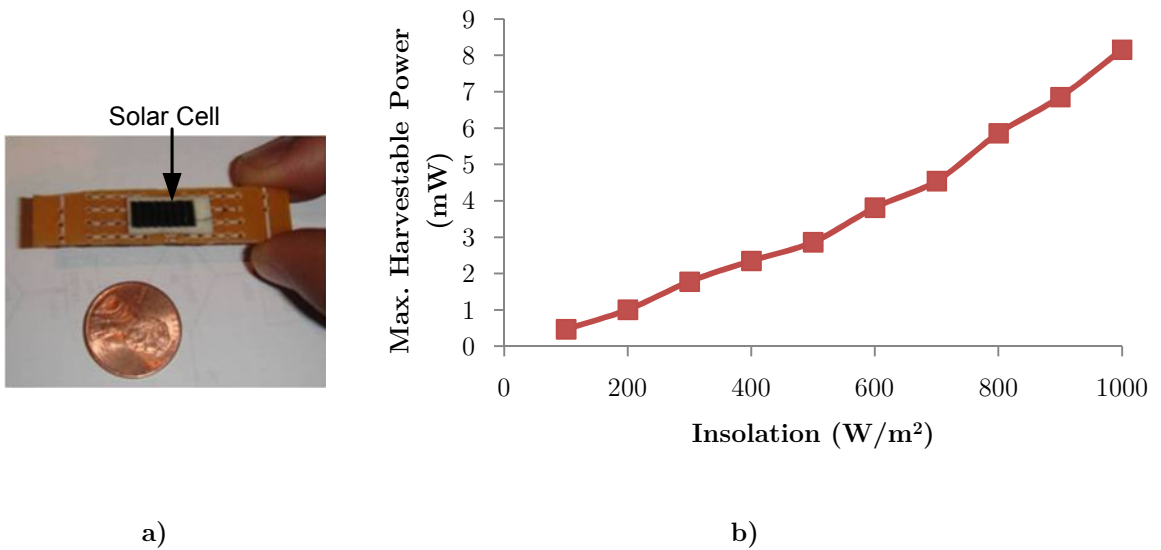 Solar Cell
Max. Harvestable Power
(mW)
9
8
7
6
5
4
3
2
1
0
0 200 400 600 800 1000
Insolation (W/m²)
a) b)